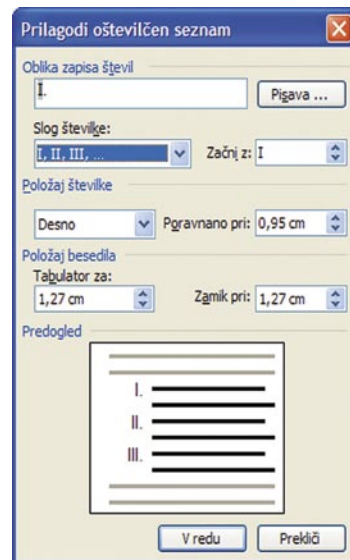 Prilagodi oštevilčen seznam
Oblika zapisa števil
I.
Pisava ...
Slog številke:
I, II, III, ...
Začni z: I
Položaj številke
Desno
Poravnano pri: 0,95 cm
Položaj besedila
Tabulator za:
1,27 cm
Zamik pri: 1,27 cm
Predogled
I.
II.
III.
V redu
Prekliči